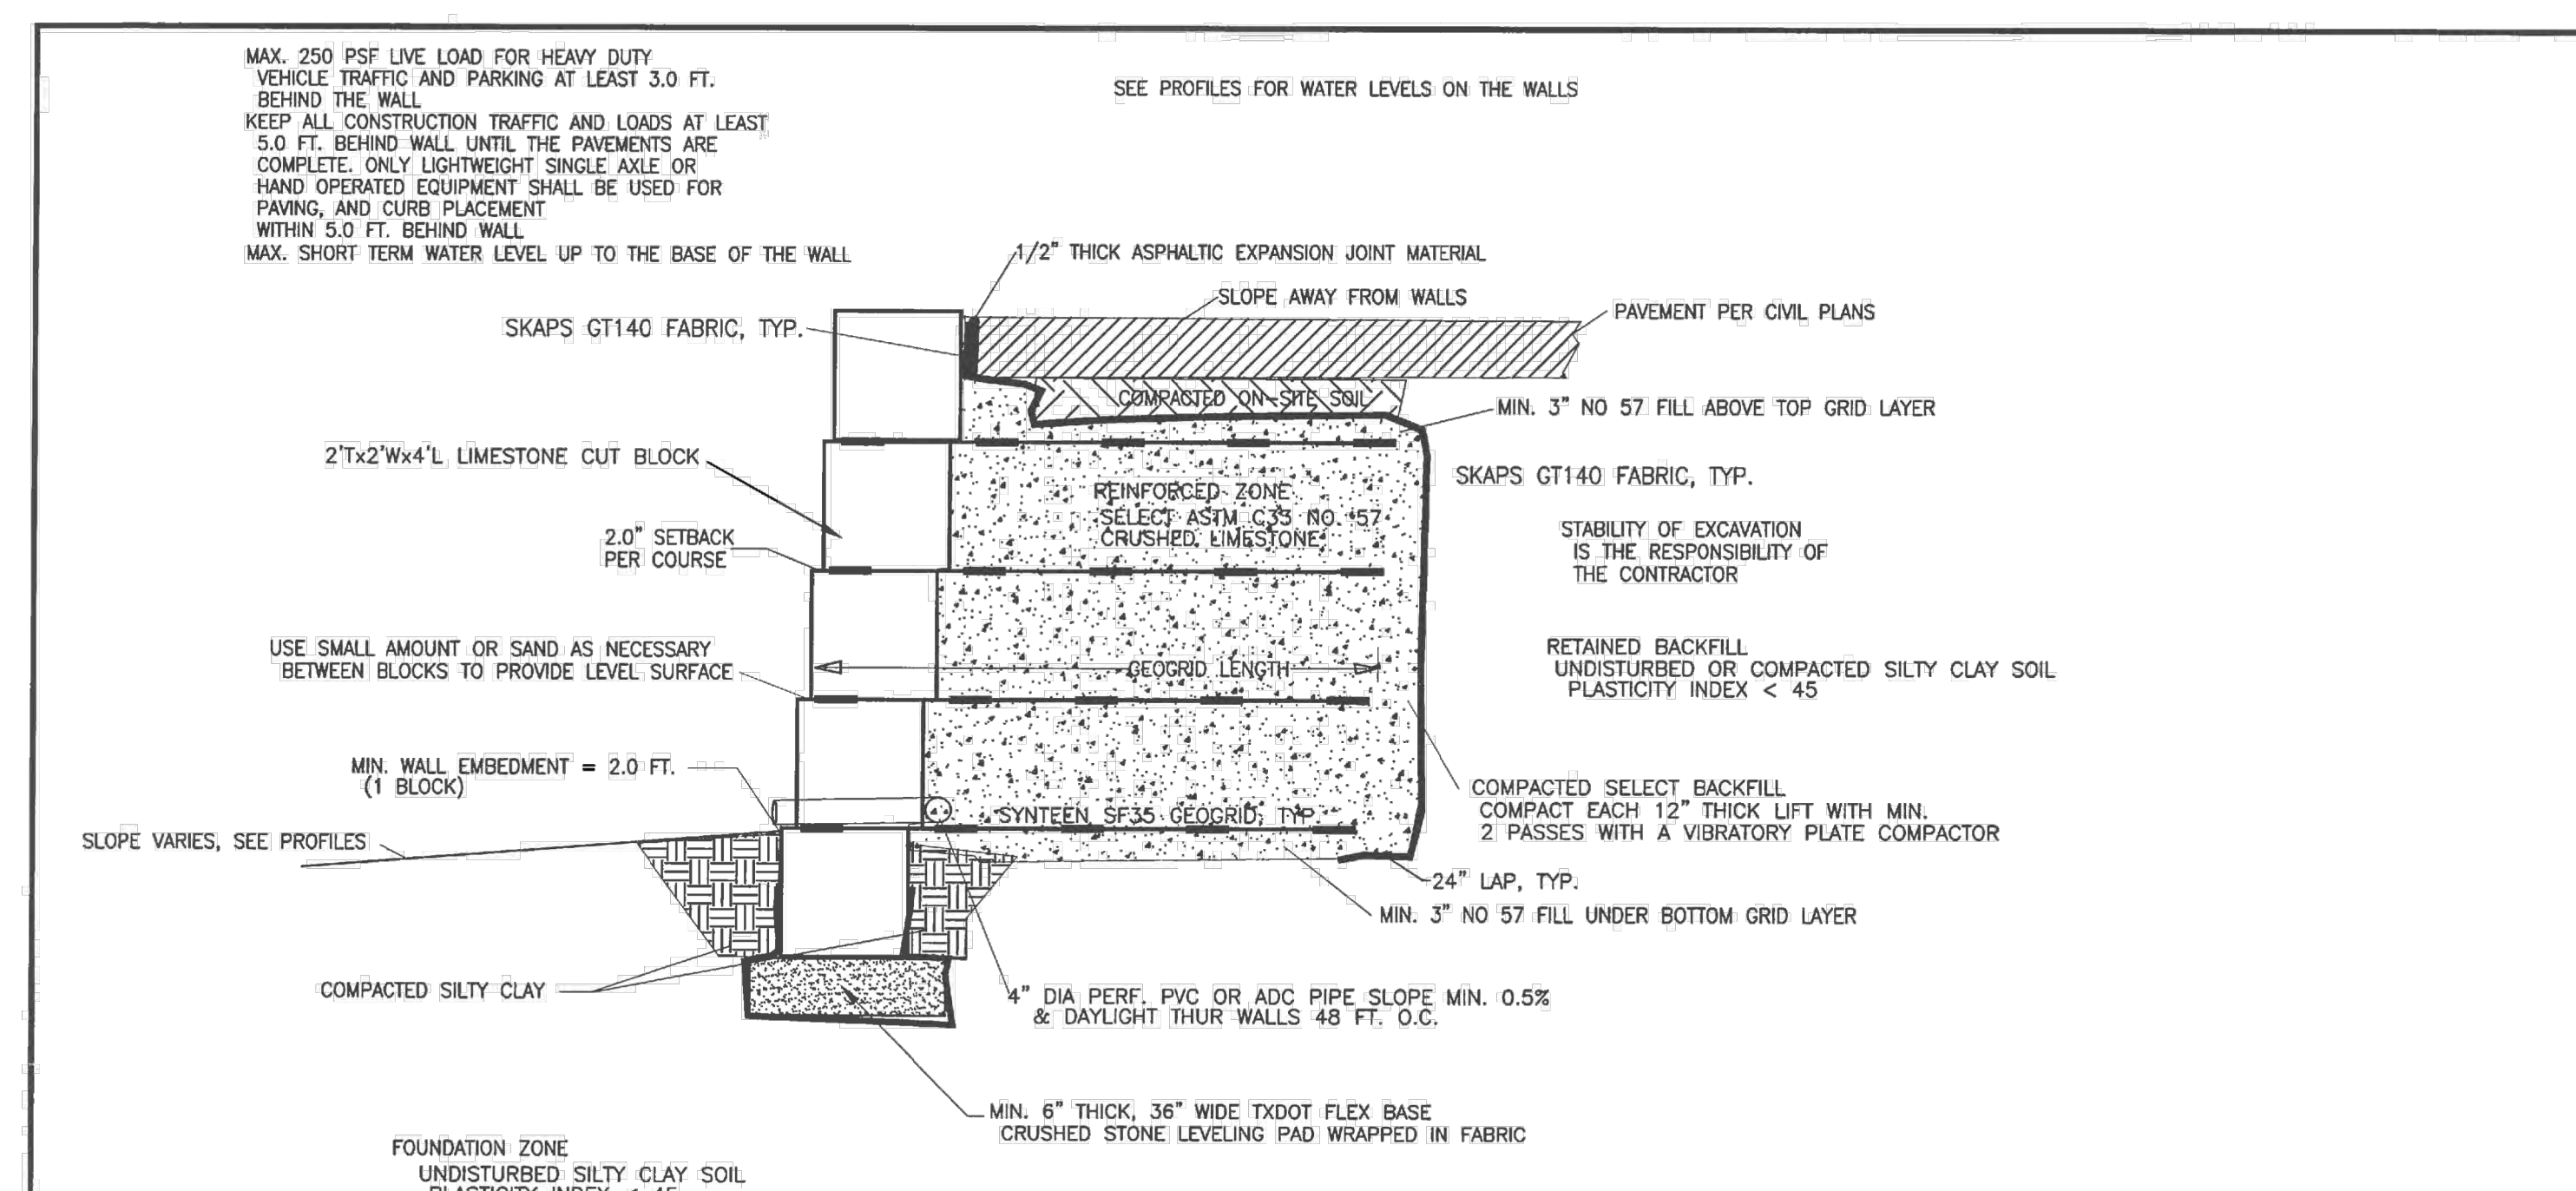 MAX. 250 PSF LIVE LOAD FOR HEAVY DUTY
VEHICLE TRAFFIC AND PARKING AT LEAST 3.0 FT.
BEHIND THE WALL
KEEP ALL CONSTRUCTION TRAFFIC AND LOADS AT LEAST
5.0 FT. BEHIND WALL UNTIL THE PAVEMENTS ARE
COMPLETE. ONLY LIGHTWEIGHT SINGLE AXLE OR
HAND OPERATED EQUIPMENT SHALL BE USED FOR
PAVING, AND CURB PLACEMENT
WITHIN 5.0 FT. BEHIND WALL
MAX. SHORT TERM WATER LEVEL UP TO THE BASE OF THE WALL
SEE PROFILES FOR WATER LEVELS ON THE WALLS
1/2" THICK ASPHALTIC EXPANSION JOINT MATERIAL
SLOPE AWAY FROM WALLS
PAVEMENT PER CIVIL PLANS
SKAPS GT140 FABRIC, TYP.
COMPACTED ON-SITE SOIL
MIN. 3" NO 57 FILL ABOVE TOP GRID LAYER
2'Tx2'Wx4'L LIMESTONE CUT BLOCK
SKAPS GT140 FABRIC, TYP.
REINFORCED ZONE
SELECT ASTM C33 NO. 57
CRUSHED LIMESTONE
2.0" SETBACK
PER COURSE
STABILITY OF EXCAVATION
IS THE RESPONSIBILITY OF
THE CONTRACTOR
USE SMALL AMOUNT OR SAND AS NECESSARY
BETWEEN BLOCKS TO PROVIDE LEVEL SURFACE
GEOGRID LENGTH
RETAINED BACKFILL
UNDISTURBED OR COMPACTED SILTY CLAY SOIL
PLASTICITY INDEX < 45
MIN. WALL EMBEDMENT = 2.0 FT.
(1 BLOCK)
COMPACTED SELECT BACKFILL
COMPACT EACH 12" THICK LIFT WITH MIN.
2 PASSES WITH A VIBRATORY PLATE COMPACTOR
SYNTEEN SF35 GEOGRID, TYP.
SLOPE VARIES, SEE PROFILES
24" LAP, TYP.
MIN. 3" NO 57 FILL UNDER BOTTOM GRID LAYER
COMPACTED SILTY CLAY
4" DIA PERF. PVC OR ADC PIPE SLOPE MIN. 0.5%
& DAYLIGHT THUR WALLS 48 FT. O.C.
MIN. 6" THICK, 36" WIDE TXDOT FLEX BASE
CRUSHED STONE LEVELING PAD WRAPPED IN FABRIC
FOUNDATION ZONE
UNDISTURBED SILTY CLAY SOIL
PLASTICITY INDEX < 45